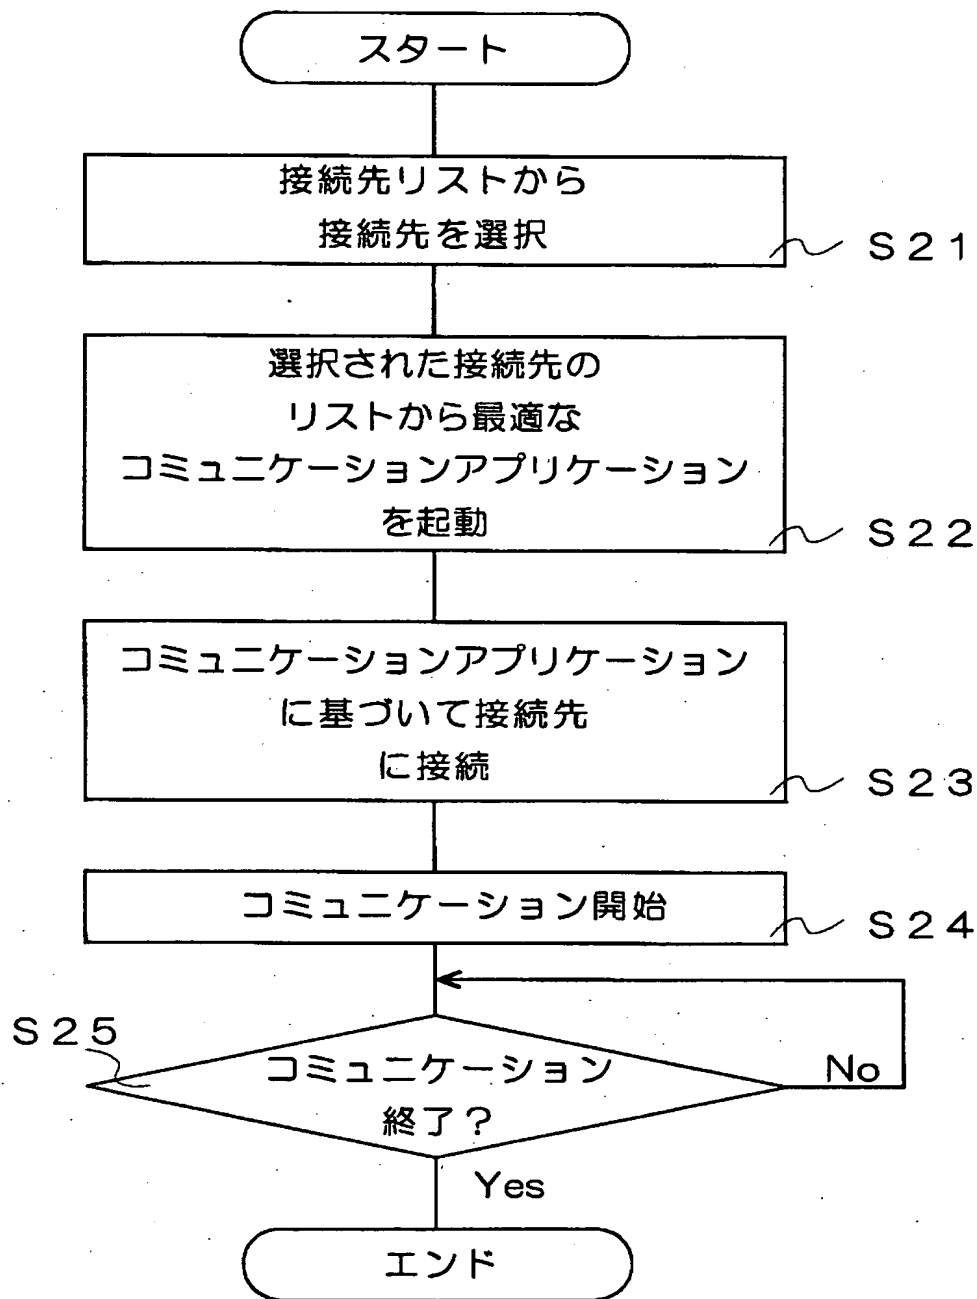 スタート
接続先リストから
接続先を選択
S21
選択された接続先の
リストから最適な
コミュニケーションアプリケーション
を起動
S22
コミュニケーションアプリケーション
に基づいて接続先
に接続
S23
コミュニケーション開始
S24
S25
コミュニケーション
終了?
No
Yes
エンド